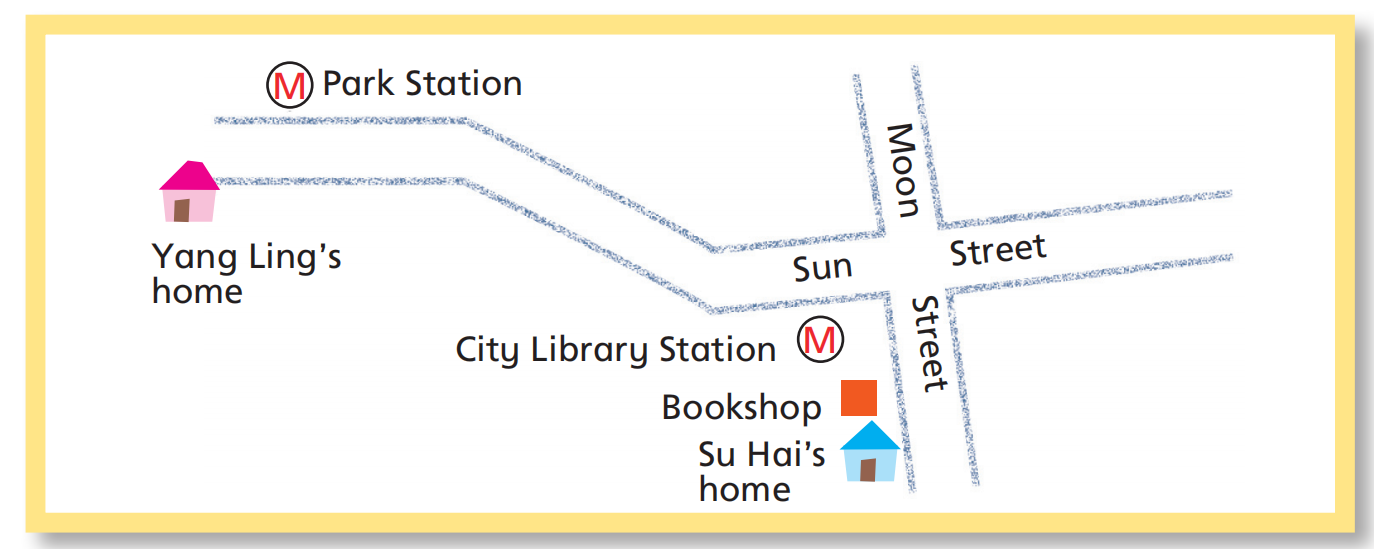 M Park Station
Moon
Yang Ling's
home
Sun
Street
Street
City Library Station M
Bookshop
Su Hai's
home